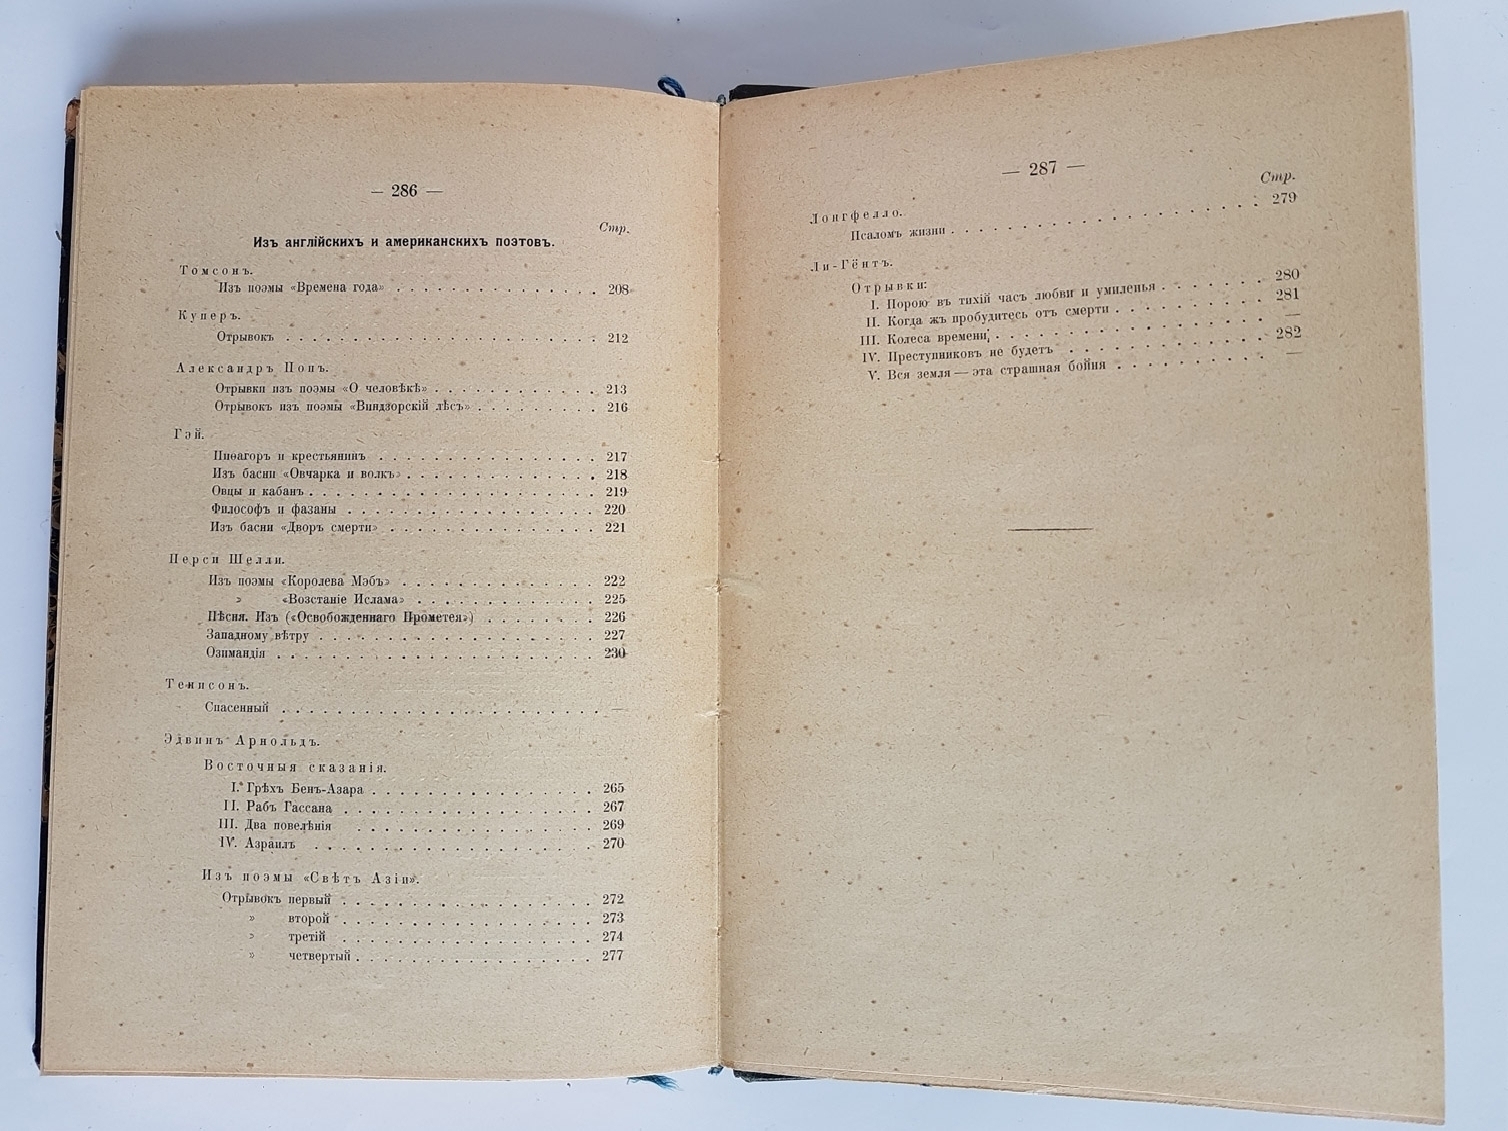 — 286 —
Стр.
Изъ англійскихъ и американскихъ поэтовъ.
Томсонъ.
Изъ поэмы «Времена года» . . . . . . . . . . . . . . 208
Куперъ.
Отрывокъ . . . . . . . . . . . . . . . . . . . . . . 212
Александръ Попъ.
Отрывки изъ поэмы «О человѣкѣ» . . . . . . . . . . . . 213
Отрывокъ изъ поэмы «Виндзорскій лѣсъ» . . . . . . . . . 216
Гэй.
Пиѳагоръ и крестьянинъ . . . . . . . . . . . . . . . . 217
Изъ басни «Овчарка и волкъ» . . . . . . . . . . . . . . 218
Овцы и кабанъ . . . . . . . . . . . . . . . . . . . . . 219
Философъ и фазаны . . . . . . . . . . . . . . . . . . 220
Изъ басни «Дворъ смерти» . . . . . . . . . . . . . . . 221
Перси Шелли.
Изъ поэмы «Королева Мэбъ» . . . . . . . . . . . . . . 222
» «Возстаніе Ислама» . . . . . . . . . . . . . 225
Пѣсня. Изъ («Освобожденнаго Прометея») . . . . . . . . 226
Западному вѣтру . . . . . . . . . . . . . . . . . . . . 227
Озимандія . . . . . . . . . . . . . . . . . . . . . . . 230
Тенисонъ.
Спасенный . . . . . . . . . . . . . . . . . . . . . . . —
Эдвинъ Арнольдъ.
Восточныя сказанія.
I. Грѣхъ Бенъ-Азара . . . . . . . . . . . . . . . . 265
II. Рабъ Гассана . . . . . . . . . . . . . . . . . . 267
III. Два повелѣнія . . . . . . . . . . . . . . . . . 269
IV. Азраилъ . . . . . . . . . . . . . . . . . . . . 270
Изъ поэмы «Свѣтъ Азіи».
Отрывокъ первый . . . . . . . . . . . . . . . . . . 272
» второй . . . . . . . . . . . . . . . . . . 273
» третій . . . . . . . . . . . . . . . . . . 274
» четвертый . . . . . . . . . . . . . . . . . 277
— 287 —
Стр.
Лонгфелло.
Псаломъ жизни . . . . . . . . . . . . . . . . . . . . . 279
Ли-Гёнтъ.
Отрывки:
I. Порою въ тихій часъ любви и умиленья . . . . . . . . 280
II. Когда жъ пробудитесь отъ смерти . . . . . . . . . . . 281
III. Колеса времени . . . . . . . . . . . . . . . . . . . —
IV. Преступниковъ не будетъ . . . . . . . . . . . . . . 282
V. Вся земля — эта страшная бойня . . . . . . . . . . . —